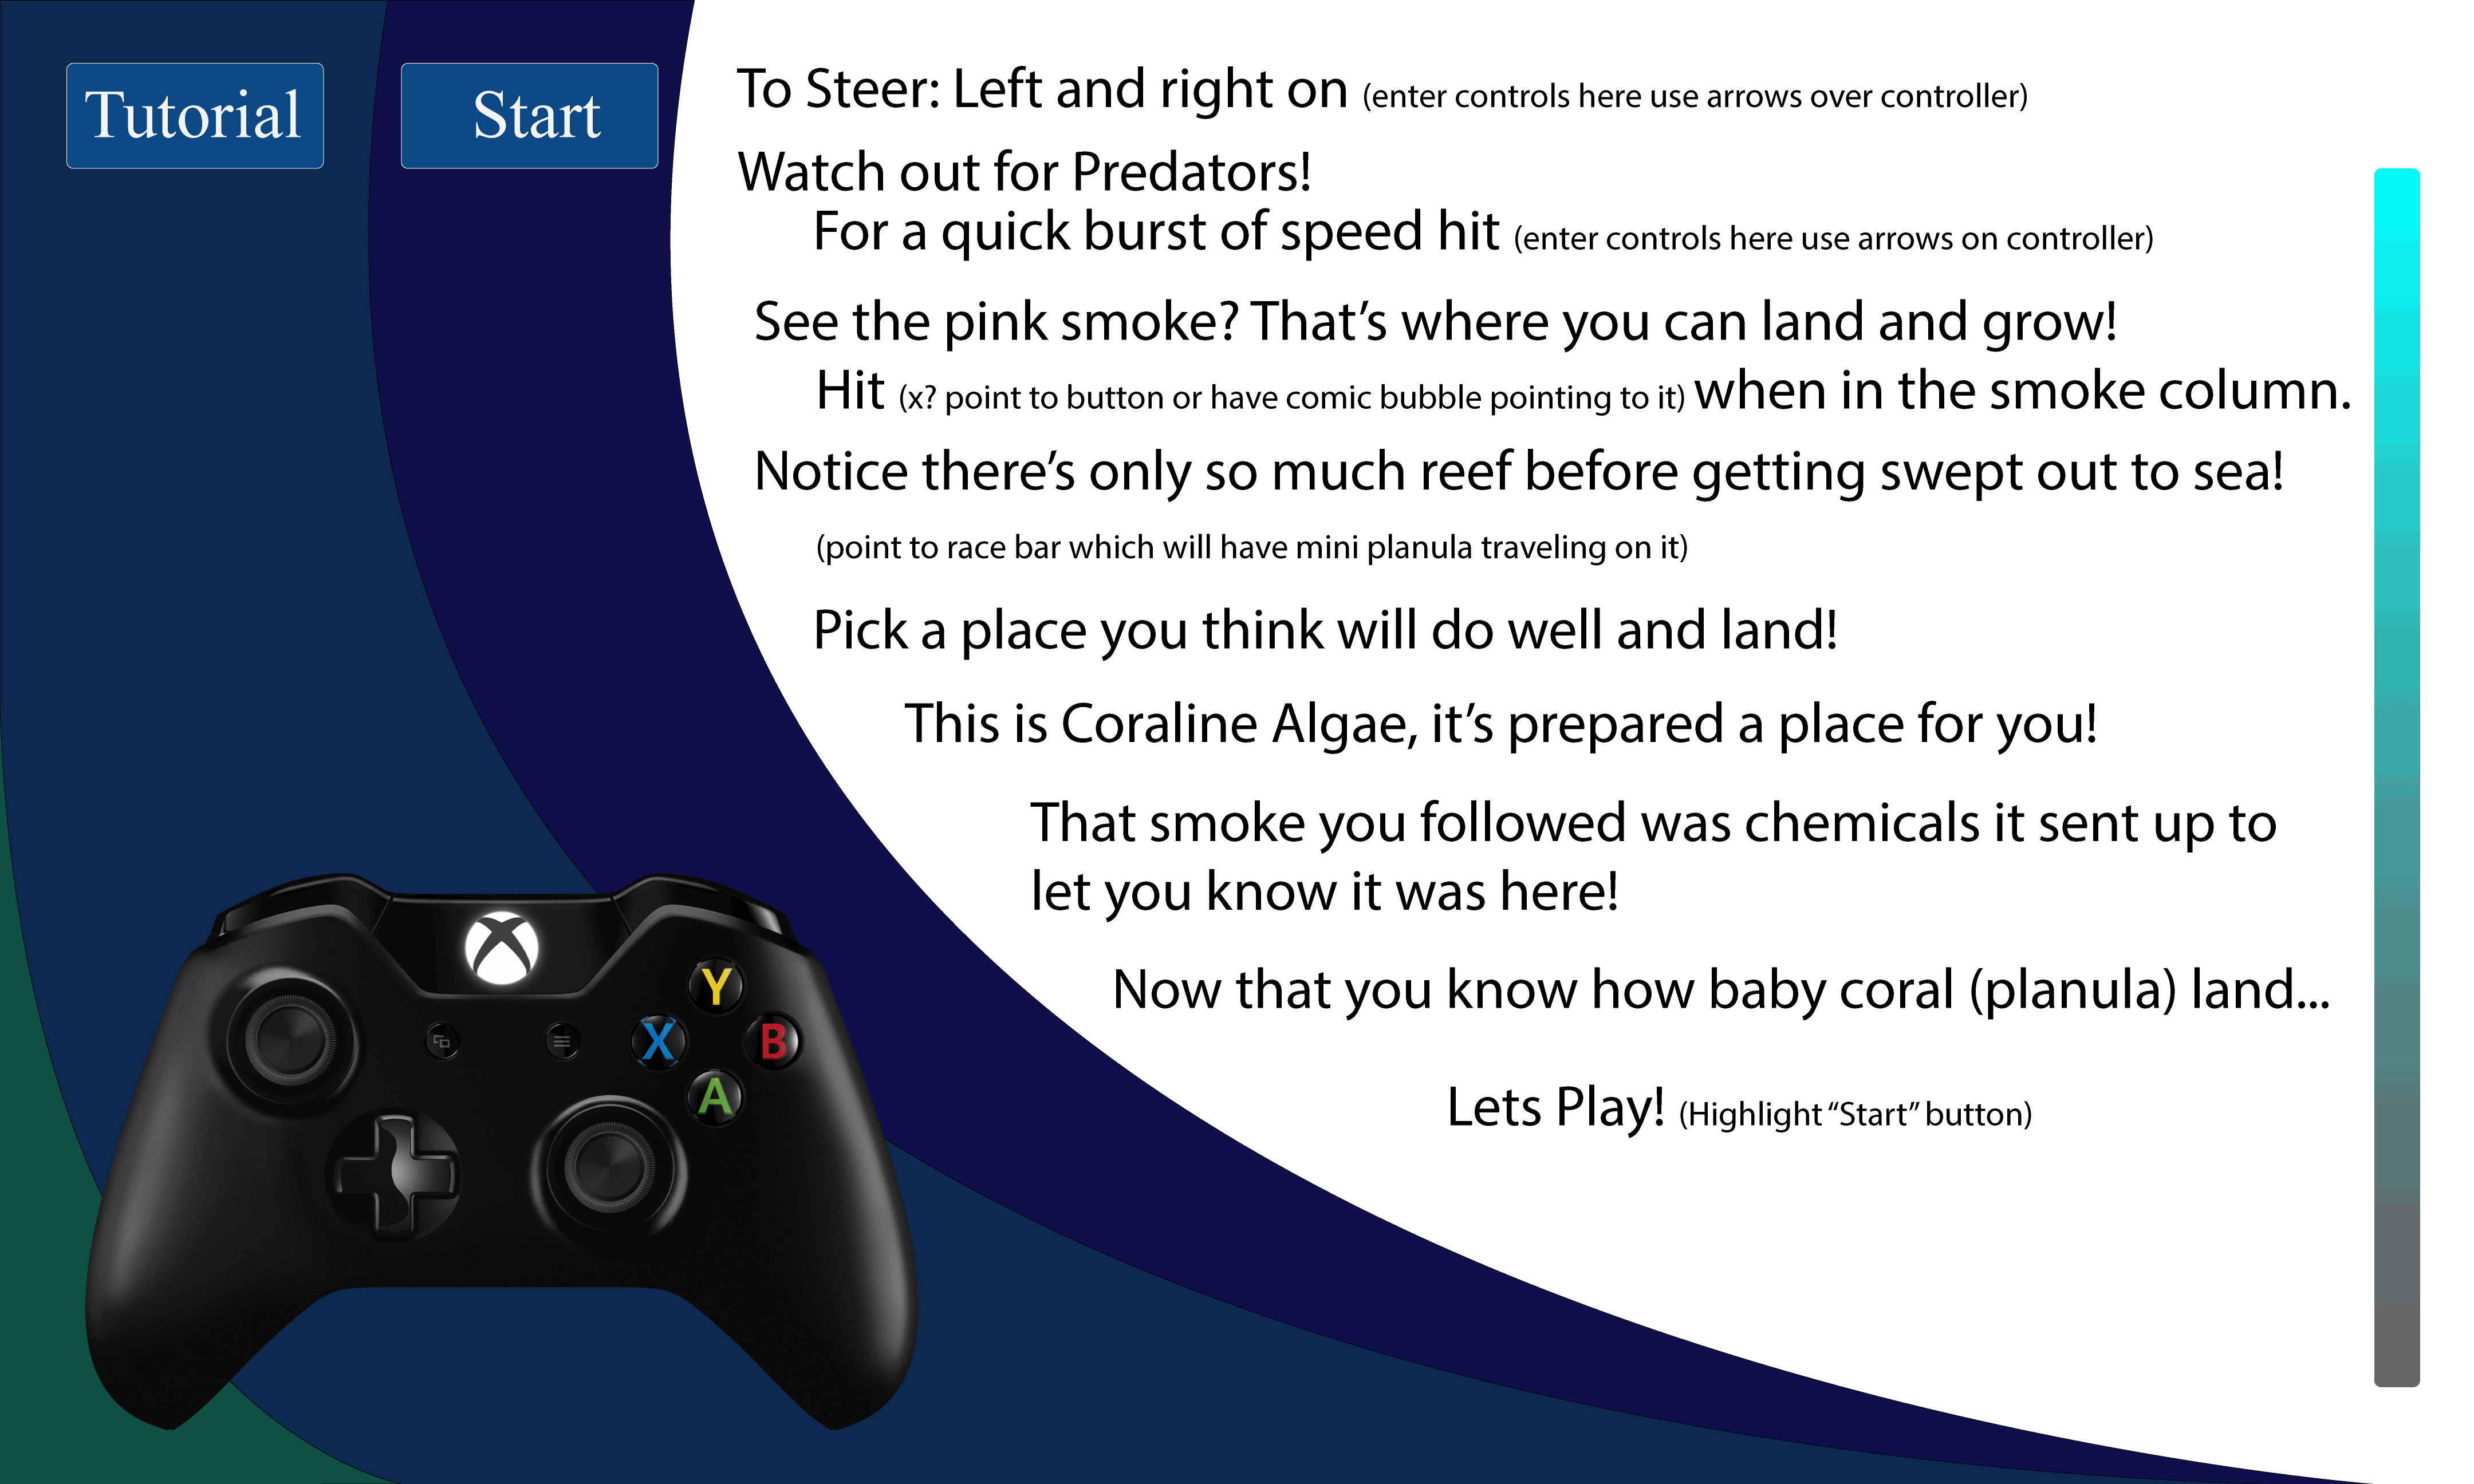 Tutorial
Start
To Steer: Left and right on (enter controls here use arrows over controller)
Watch out for Predators!
For a quick burst of speed hit (enter controls here use arrows on controller)
See the pink smoke? That’s where you can land and grow!
Hit (x? point to button or have comic bubble pointing to it) when in the smoke column.
Notice there’s only so much reef before getting swept out to sea!
(point to race bar which will have mini planula traveling on it)
Pick a place you think will do well and land!
This is Coraline Algae, it’s prepared a place for you!
That smoke you followed was chemicals it sent up to
let you know it was here!
Now that you know how baby coral (planula) land...
Lets Play! (Highlight “Start” button)
Y
X
B
A